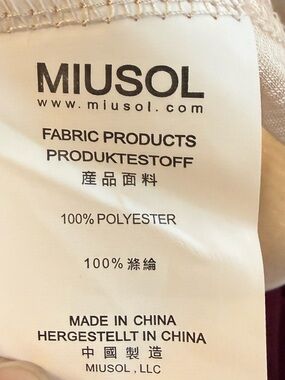 MIUSOL
www.miusol.com
FABRIC PRODUCTS
PRODUKTESTOFF
産品面料
100% POLYESTER
100% 滌綸
MADE IN CHINA
HERGESTELLT IN CHINA
中國製造
MIUSOL , LLC